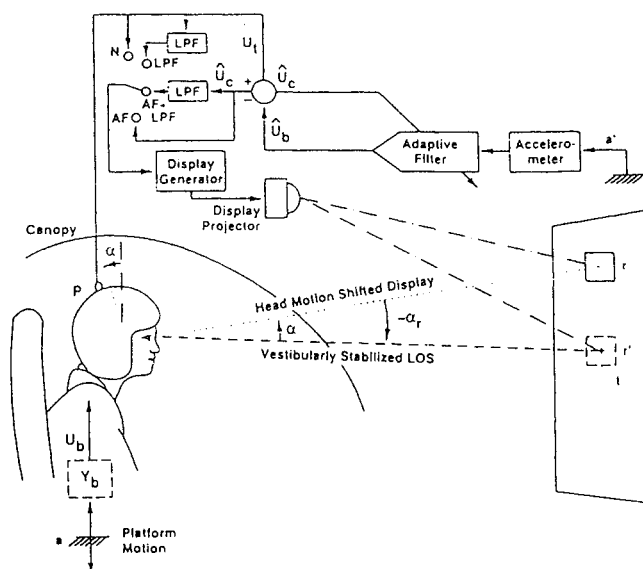 LPF
N
LPF
U_t
Û_c
+
Û_c
LPF
−
AF-
LPF
AF
Û_b
Adaptive
Filter
Accelero-
meter
a'
Display
Generator
Display
Projector
Canopy
α
r
P
Head Motion Shifted Display
α
-α_r
r'
Vestibularly Stabilized LOS
t
U_b
Y_b
a
Platform
Motion